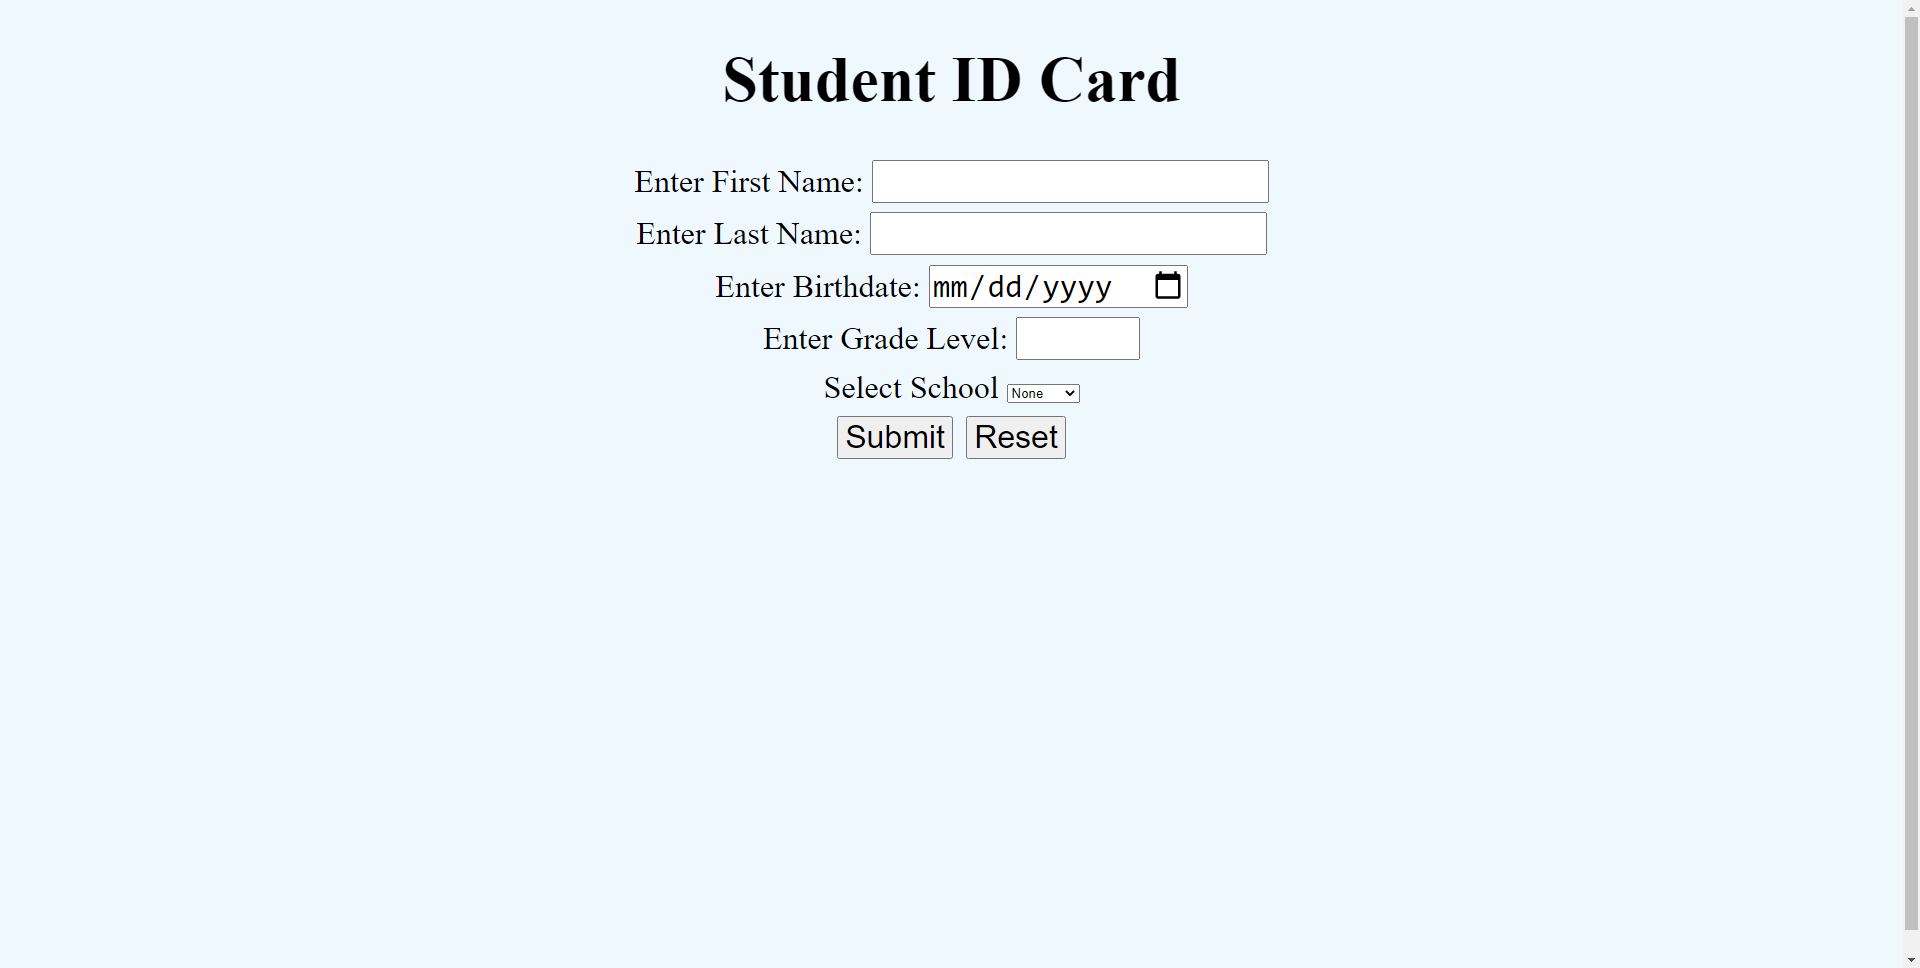 Student ID Card
Enter First Name:
Enter Last Name:
Enter Birthdate: mm/dd/yyyy
Enter Grade Level:
Select School None
Submit Reset